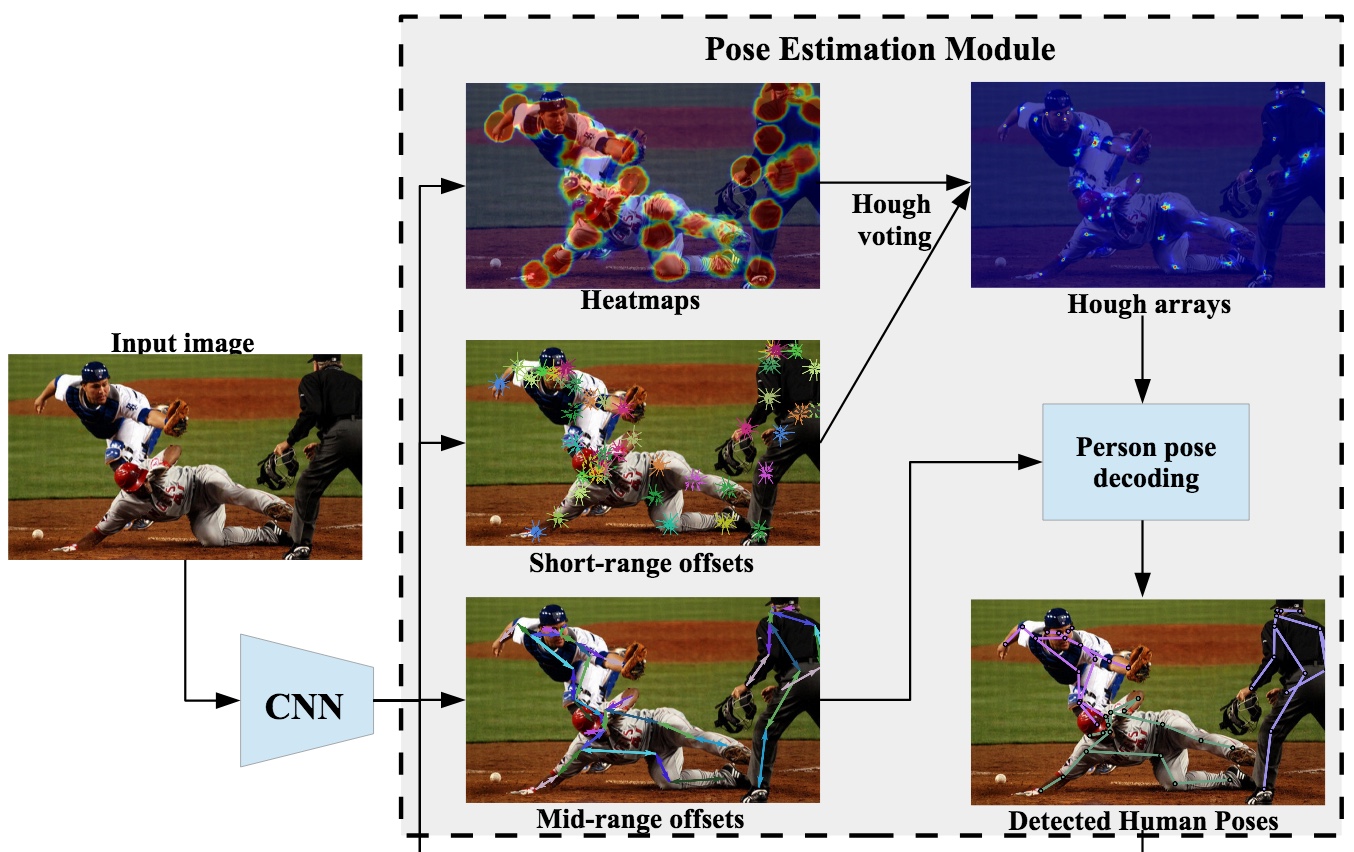 Pose Estimation Module
Heatmaps
Hough
voting
Hough arrays
Input image
Short-range offsets
Person pose
decoding
CNN
Mid-range offsets
Detected Human Poses